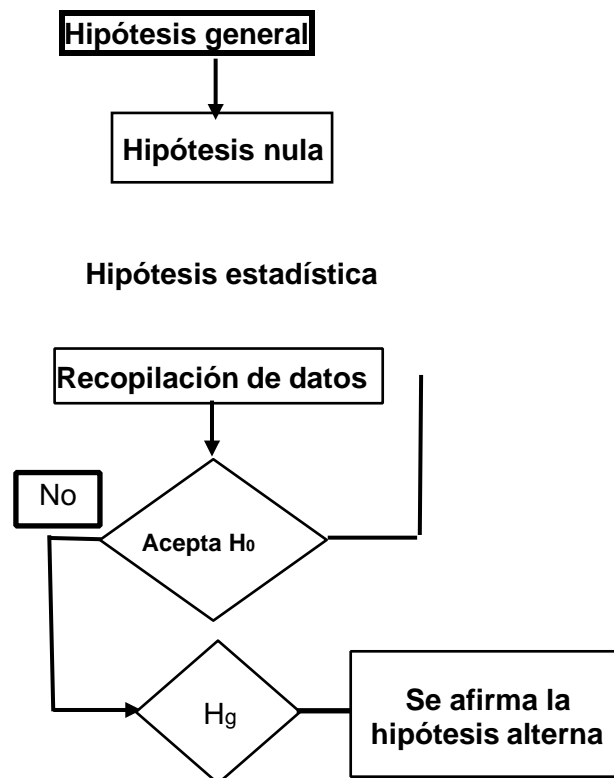 Hipótesis general
Hipótesis nula
Hipótesis estadística
Recopilación de datos
No
Acepta H₀
Hg
Se afirma la
hipótesis alterna